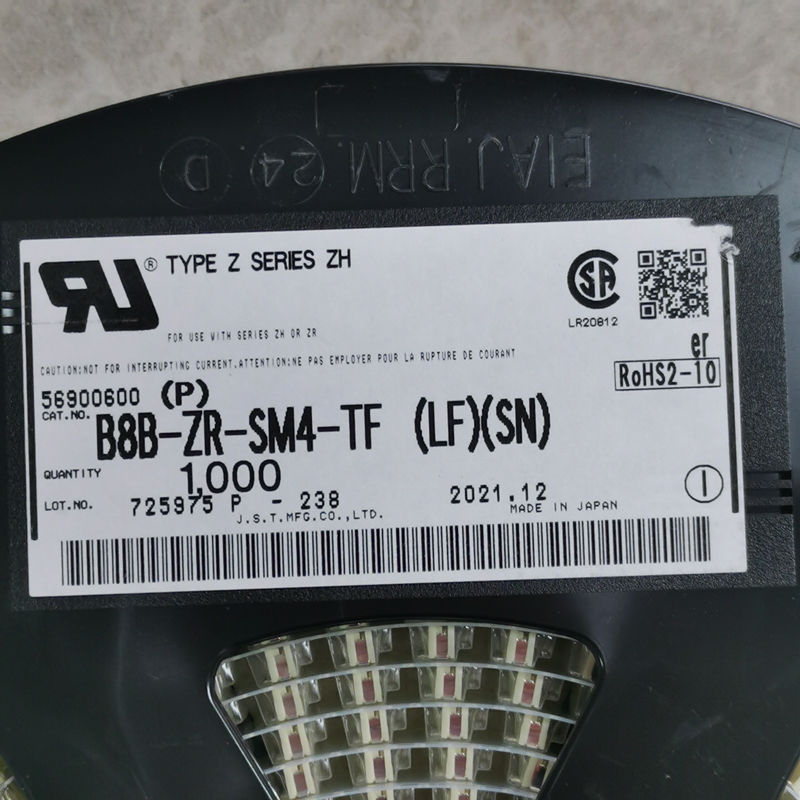 EIAJ.RRM.24.D
® TYPE Z SERIES ZH
FOR USE WITH SERIES ZH OR ZR
LR20812
er
CAUTION:NOT FOR INTERRUPTING CURRENT.ATTENTION:NE PAS EMPLOYER POUR LA RUPTURE DE COURANT
RoHS2-10
56900600 (P)
CAT.NO. B8B-ZR-SM4-TF (LF)(SN)
QUANTITY 1,000
LOT.NO. 725975 P - 238 2021.12
J.S.T.MFG.CO.,LTD. MADE IN JAPAN